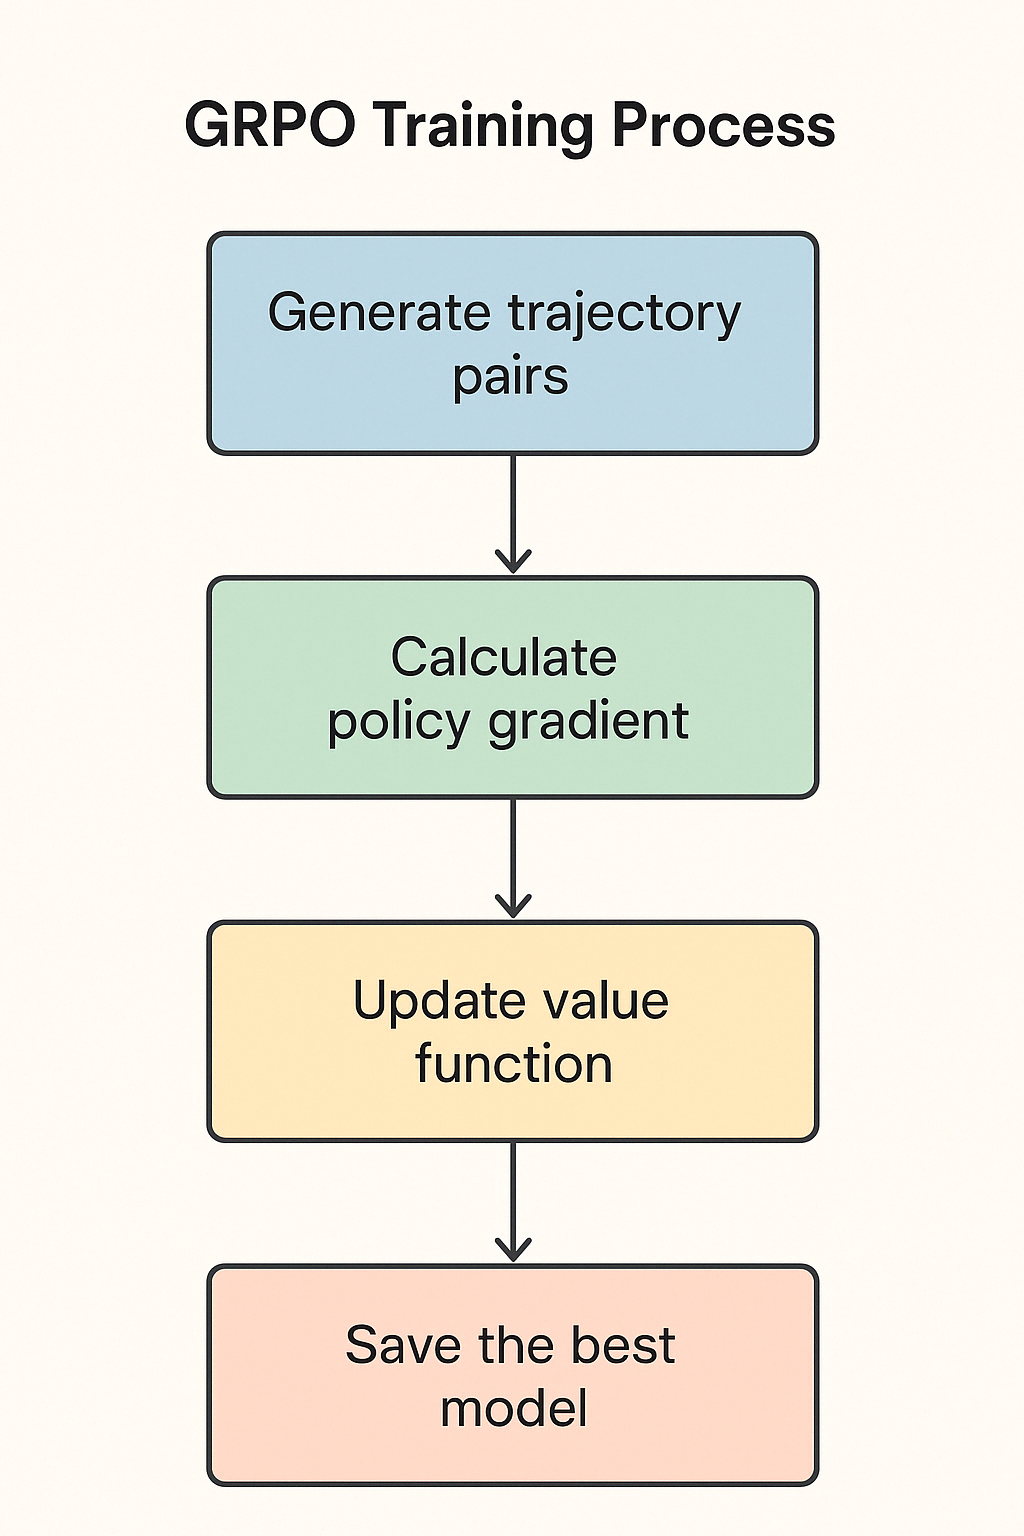 GRPO Training Process
Generate trajectory
pairs
Calculate
policy gradient
Update value
function
Save the best
model